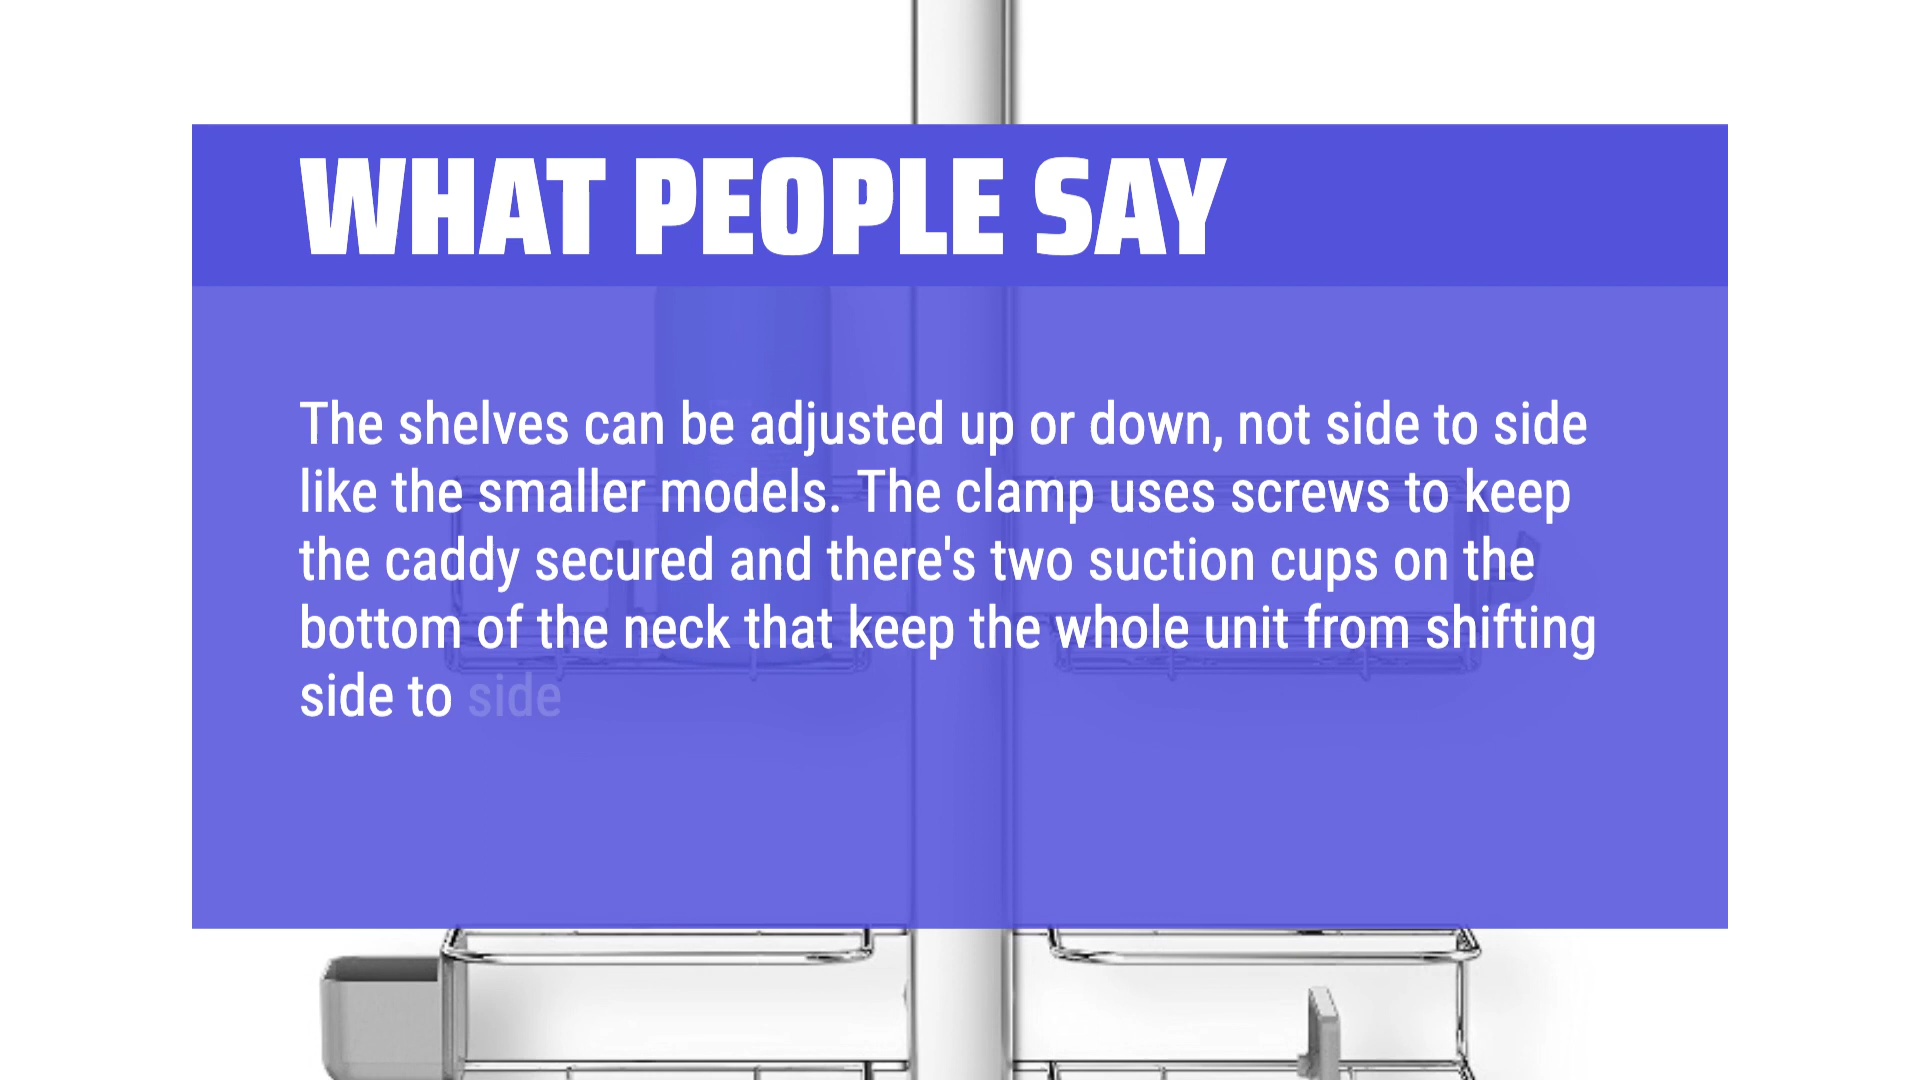 WHAT PEOPLE SAY
The shelves can be adjusted up or down, not side to side
like the smaller models. The clamp uses screws to keep
the caddy secured and there's two suction cups on the
bottom of the neck that keep the whole unit from shifting
side to side